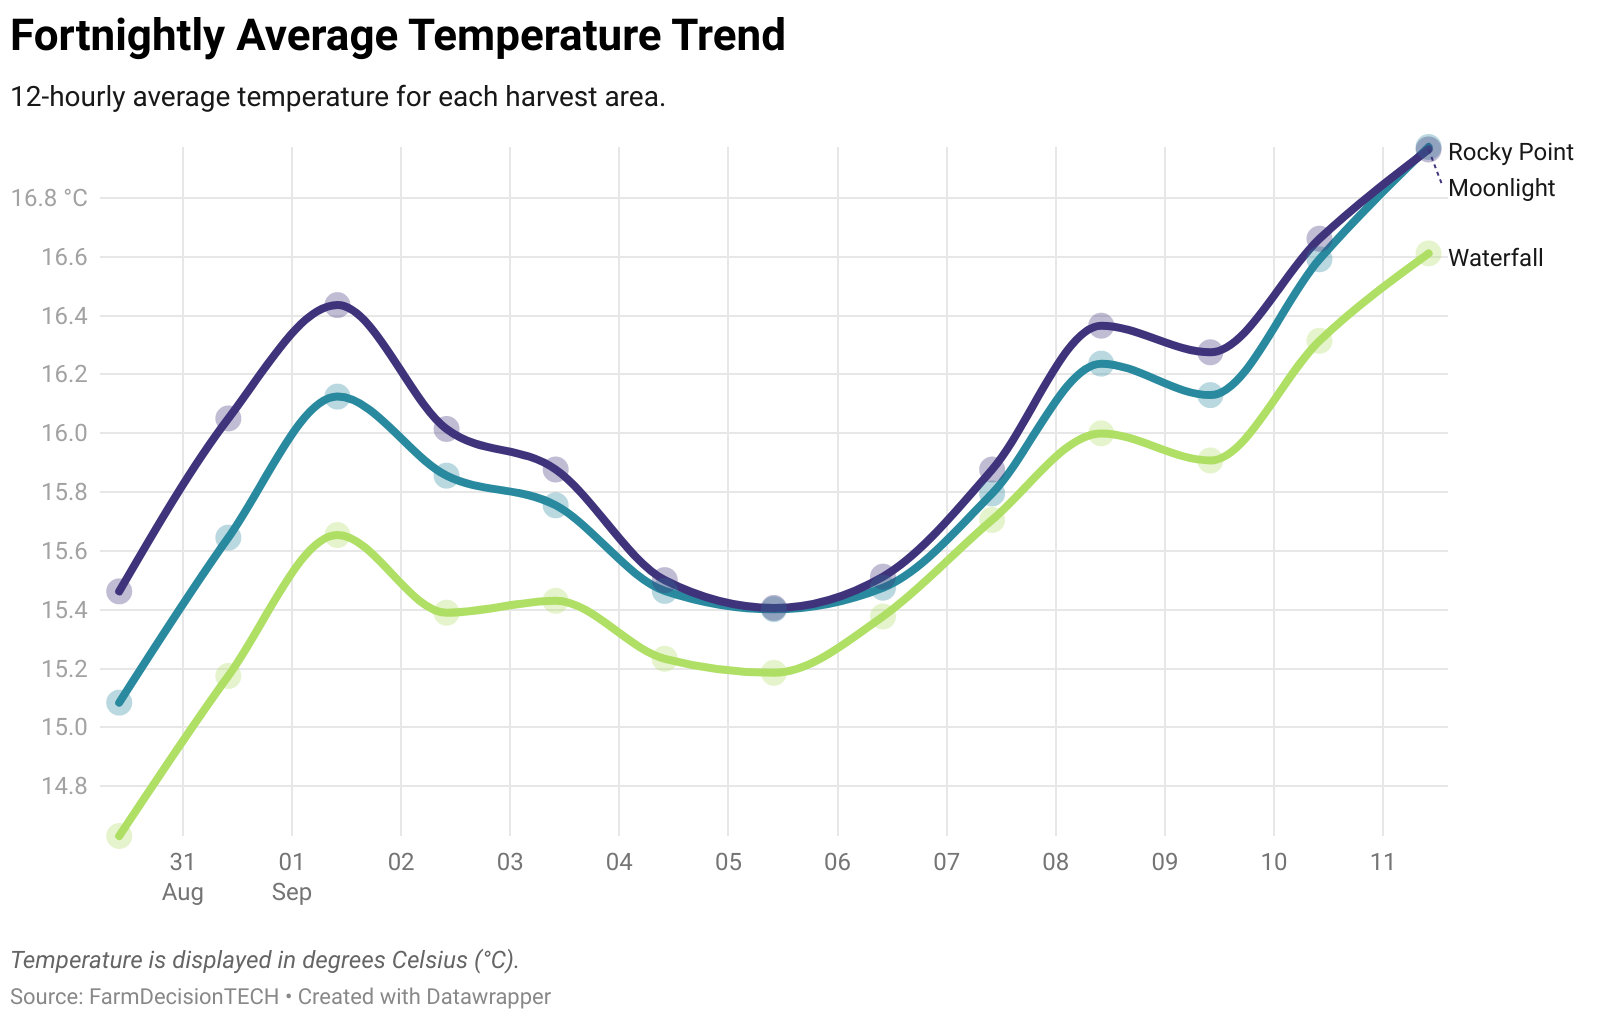 Fortnightly Average Temperature Trend
12-hourly average temperature for each harvest area.
Rocky Point
Moonlight
Waterfall
16.8 °C
16.6
16.4
16.2
16.0
15.8
15.6
15.4
15.2
15.0
14.8
31 01 02 03 04 05 06 07 08 09 10 11
Aug Sep
Temperature is displayed in degrees Celsius (°C).
Source: FarmDecisionTECH • Created with Datawrapper